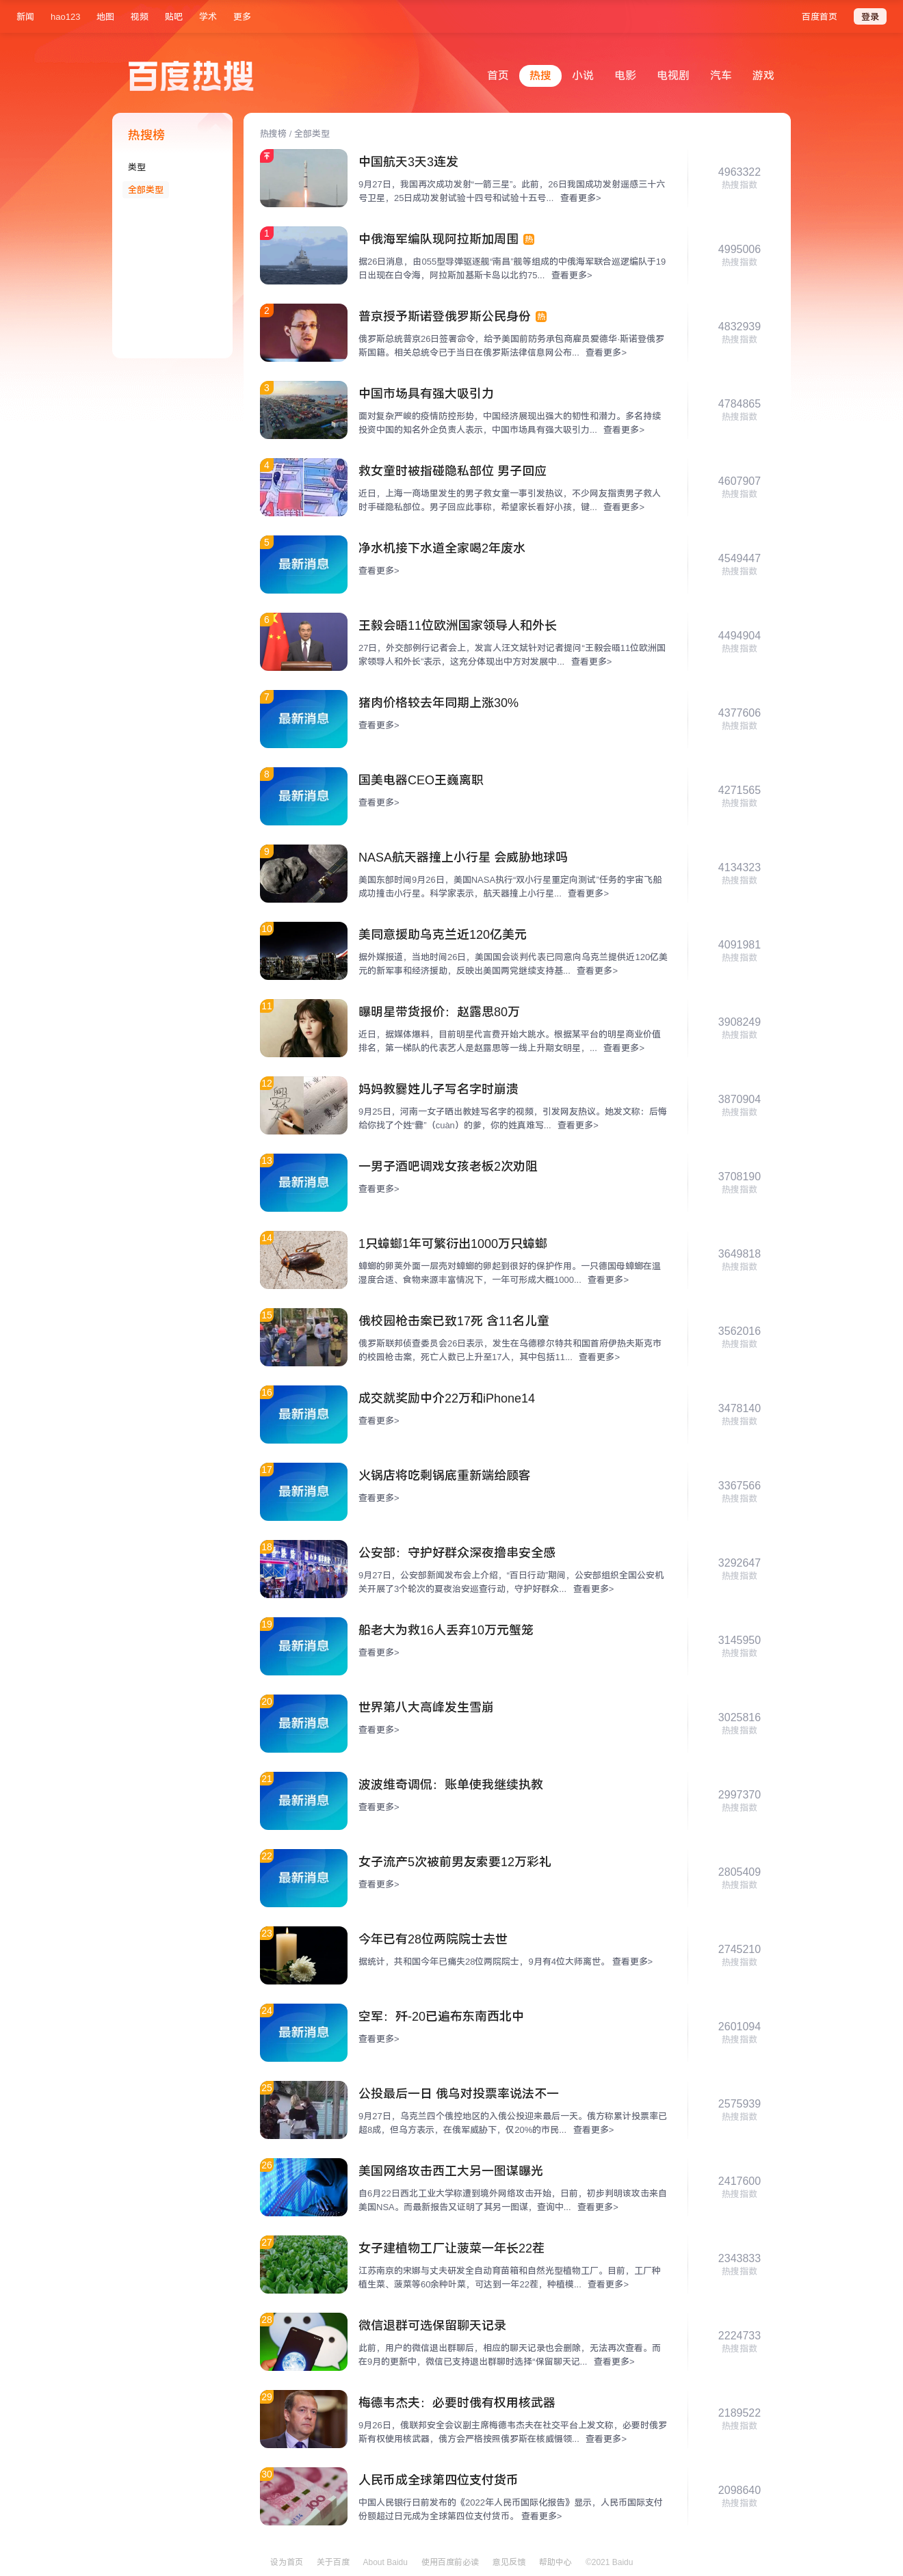 新闻 hao123 地图 视频 贴吧 学术 更多 百度首页 登录
百度热搜
首页 热搜 小说 电影 电视剧 汽车 游戏
热搜榜
类型
全部类型
热搜榜 / 全部类型
中国航天3天3连发
9月27日，我国再次成功发射“一箭三星”。此前，26日我国成功发射遥感三十六
号卫星，25日成功发射试验十四号和试验十五号... 查看更多>
4963322
热搜指数
1
中俄海军编队现阿拉斯加周围 热
据26日消息，由055型导弹驱逐舰“南昌”舰等组成的中俄海军联合巡逻编队于19
日出现在白令海，阿拉斯加基斯卡岛以北约75... 查看更多>
4995006
热搜指数
2
普京授予斯诺登俄罗斯公民身份 热
俄罗斯总统普京26日签署命令，给予美国前防务承包商雇员爱德华·斯诺登俄罗
斯国籍。相关总统令已于当日在俄罗斯法律信息网公布... 查看更多>
4832939
热搜指数
3
中国市场具有强大吸引力
面对复杂严峻的疫情防控形势，中国经济展现出强大的韧性和潜力。多名持续
投资中国的知名外企负责人表示，中国市场具有强大吸引力... 查看更多>
4784865
热搜指数
4
救女童时被指碰隐私部位 男子回应
近日，上海一商场里发生的男子救女童一事引发热议，不少网友指责男子救人
时手碰隐私部位。男子回应此事称，希望家长看好小孩，键... 查看更多>
4607907
热搜指数
5
最新消息
净水机接下水道全家喝2年废水
查看更多>
4549447
热搜指数
6
王毅会晤11位欧洲国家领导人和外长
27日，外交部例行记者会上，发言人汪文斌针对记者提问“王毅会晤11位欧洲国
家领导人和外长”表示，这充分体现出中方对发展中... 查看更多>
4494904
热搜指数
7
最新消息
猪肉价格较去年同期上涨30%
查看更多>
4377606
热搜指数
8
最新消息
国美电器CEO王巍离职
查看更多>
4271565
热搜指数
9
NASA航天器撞上小行星 会威胁地球吗
美国东部时间9月26日，美国NASA执行“双小行星重定向测试”任务的宇宙飞船
成功撞击小行星。科学家表示，航天器撞上小行星... 查看更多>
4134323
热搜指数
10
美同意援助乌克兰近120亿美元
据外媒报道，当地时间26日，美国国会谈判代表已同意向乌克兰提供近120亿美
元的新军事和经济援助，反映出美国两党继续支持基... 查看更多>
4091981
热搜指数
11
曝明星带货报价：赵露思80万
近日，据媒体爆料，目前明星代言费开始大跳水。根据某平台的明星商业价值
排名，第一梯队的代表艺人是赵露思等一线上升期女明星，... 查看更多>
3908249
热搜指数
12
妈妈教爨姓儿子写名字时崩溃
9月25日，河南一女子晒出教娃写名字的视频，引发网友热议。她发文称：后悔
给你找了个姓“爨”（cuàn）的爹，你的姓真难写... 查看更多>
3870904
热搜指数
13
最新消息
一男子酒吧调戏女孩老板2次劝阻
查看更多>
3708190
热搜指数
14
1只蟑螂1年可繁衍出1000万只蟑螂
蟑螂的卵荚外面一层壳对蟑螂的卵起到很好的保护作用。一只德国母蟑螂在温
湿度合适、食物来源丰富情况下，一年可形成大概1000... 查看更多>
3649818
热搜指数
15
俄校园枪击案已致17死 含11名儿童
俄罗斯联邦侦查委员会26日表示，发生在乌德穆尔特共和国首府伊热夫斯克市
的校园枪击案，死亡人数已上升至17人，其中包括11... 查看更多>
3562016
热搜指数
16
最新消息
成交就奖励中介22万和iPhone14
查看更多>
3478140
热搜指数
17
最新消息
火锅店将吃剩锅底重新端给顾客
查看更多>
3367566
热搜指数
18
公安部：守护好群众深夜撸串安全感
9月27日，公安部新闻发布会上介绍，“百日行动”期间，公安部组织全国公安机
关开展了3个轮次的夏夜治安巡查行动，守护好群众... 查看更多>
3292647
热搜指数
19
最新消息
船老大为救16人丢弃10万元蟹笼
查看更多>
3145950
热搜指数
20
最新消息
世界第八大高峰发生雪崩
查看更多>
3025816
热搜指数
21
最新消息
波波维奇调侃：账单使我继续执教
查看更多>
2997370
热搜指数
22
最新消息
女子流产5次被前男友索要12万彩礼
查看更多>
2805409
热搜指数
23
今年已有28位两院院士去世
据统计，共和国今年已痛失28位两院院士，9月有4位大师离世。 查看更多>
2745210
热搜指数
24
最新消息
空军：歼-20已遍布东南西北中
查看更多>
2601094
热搜指数
25
公投最后一日 俄乌对投票率说法不一
9月27日，乌克兰四个俄控地区的入俄公投迎来最后一天。俄方称累计投票率已
超8成，但乌方表示，在俄军威胁下，仅20%的市民... 查看更多>
2575939
热搜指数
26
美国网络攻击西工大另一图谋曝光
自6月22日西北工业大学称遭到境外网络攻击开始，日前，初步判明该攻击来自
美国NSA。而最新报告又证明了其另一图谋，查询中... 查看更多>
2417600
热搜指数
27
女子建植物工厂让菠菜一年长22茬
江苏南京的宋娜与丈夫研发全自动育苗箱和自然光型植物工厂。目前，工厂种
植生菜、菠菜等60余种叶菜，可达到一年22茬，种植模... 查看更多>
2343833
热搜指数
28
微信退群可选保留聊天记录
此前，用户的微信退出群聊后，相应的聊天记录也会删除，无法再次查看。而
在9月的更新中，微信已支持退出群聊时选择“保留聊天记... 查看更多>
2224733
热搜指数
29
梅德韦杰夫：必要时俄有权用核武器
9月26日，俄联邦安全会议副主席梅德韦杰夫在社交平台上发文称，必要时俄罗
斯有权使用核武器，俄方会严格按照俄罗斯在核威慑领... 查看更多>
2189522
热搜指数
30
人民币成全球第四位支付货币
中国人民银行日前发布的《2022年人民币国际化报告》显示，人民币国际支付
份额超过日元成为全球第四位支付货币。 查看更多>
2098640
热搜指数
设为首页 关于百度 About Baidu 使用百度前必读 意见反馈 帮助中心 ©2021 Baidu